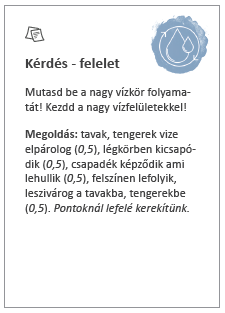 Kérdés - felelet
Mutasd be a nagy vízkör folyama-
tát! Kezdd a nagy vízfelületekkel!
Megoldás: tavak, tengerek vize
elpárolog (0,5), légkörben kicsapó-
dik (0,5), csapadék képződik ami
lehullik (0,5), felszínen lefolyik,
leszivárog a tavakba, tengerekbe
(0,5). Pontoknál lefelé kerekítünk.